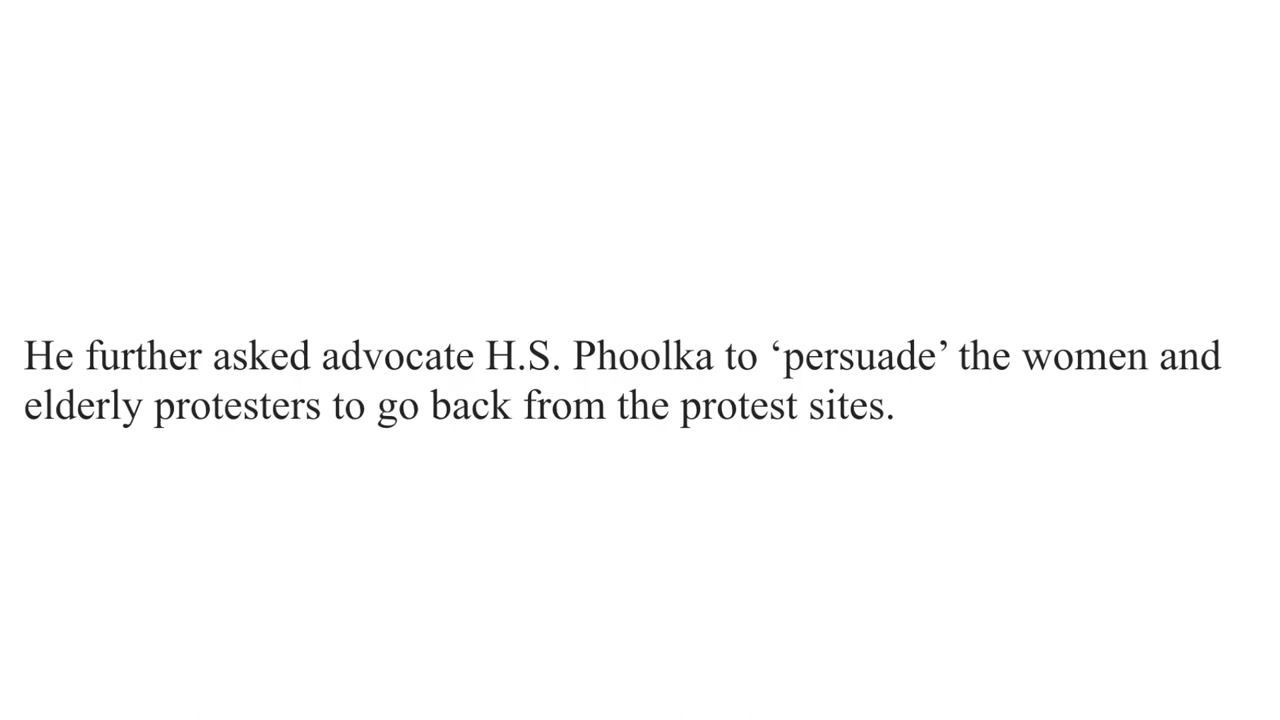 He further asked advocate H.S. Phoolka to ‘persuade’ the women and
elderly protesters to go back from the protest sites.